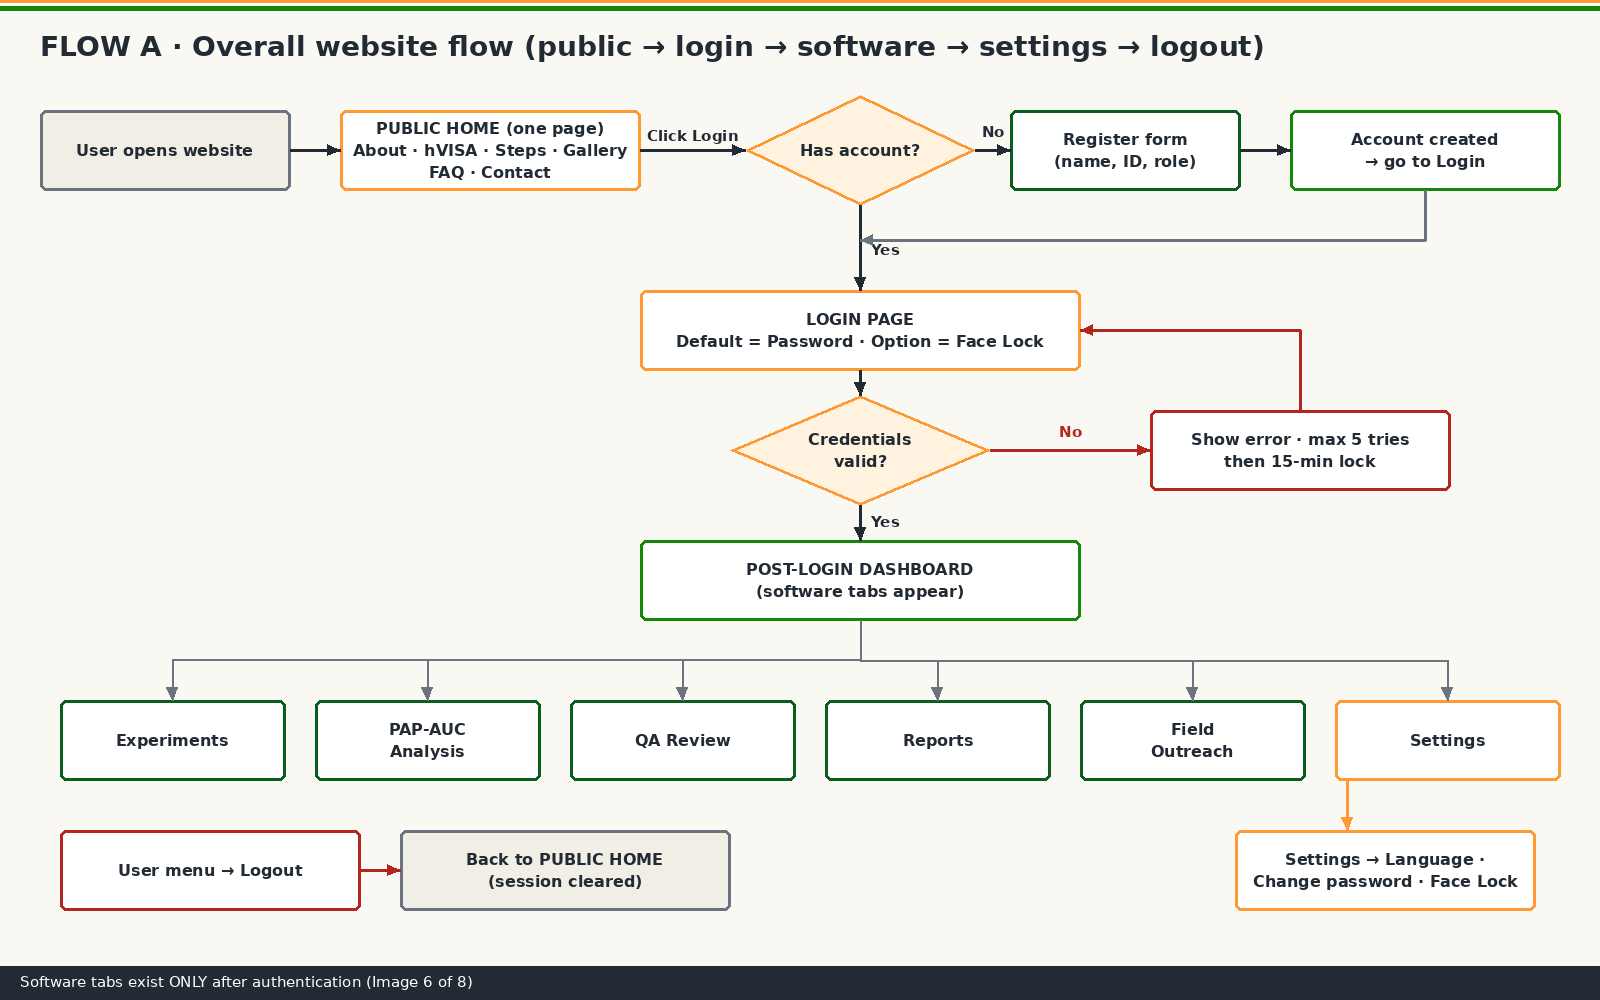 FLOW A · Overall website flow (public → login → software → settings → logout)
User opens website
PUBLIC HOME (one page)
About · hVISA · Steps · Gallery
FAQ · Contact
Click Login
Has account?
No
Register form
(name, ID, role)
Account created
→ go to Login
Yes
LOGIN PAGE
Default = Password · Option = Face Lock
Credentials
valid?
No
Show error · max 5 tries
then 15-min lock
Yes
POST-LOGIN DASHBOARD
(software tabs appear)
Experiments
PAP-AUC
Analysis
QA Review
Reports
Field
Outreach
Settings
User menu → Logout
Back to PUBLIC HOME
(session cleared)
Settings → Language ·
Change password · Face Lock
Software tabs exist ONLY after authentication (Image 6 of 8)